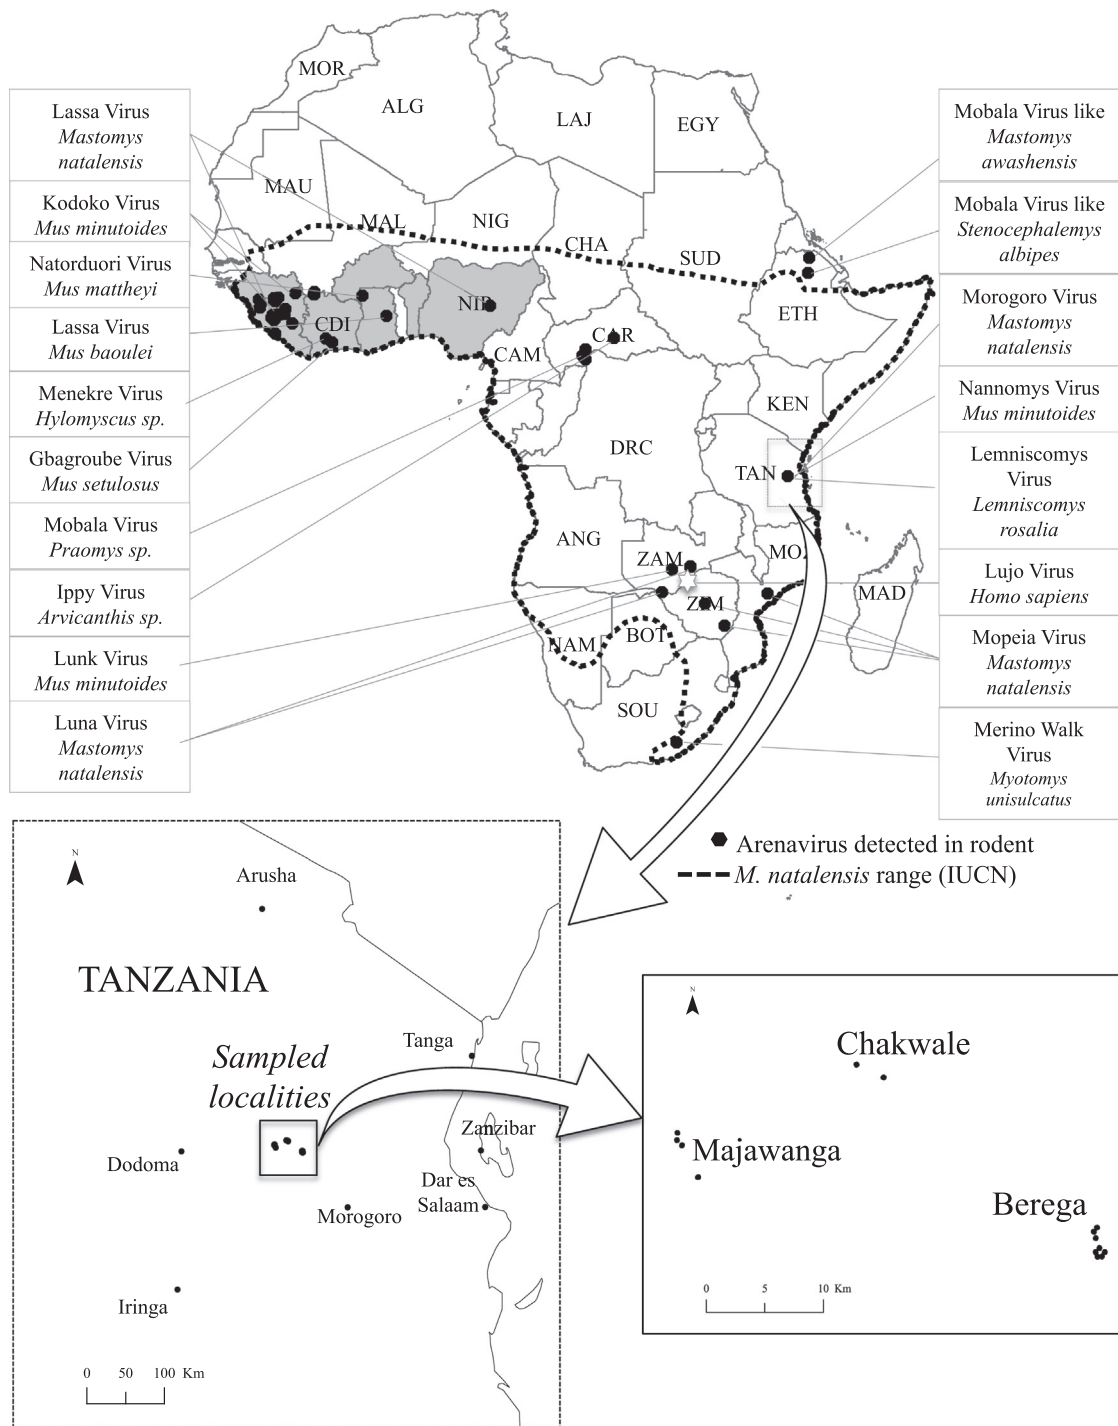 MOR
ALG
LAJ
EGY
MAU
MAL
NIG
CHA
SUD
CDI
ETH
CAM
CAR
KEN
DRC
TAN
ANG
ZAM
MAD
ZIM
NAM
BOT
SOU
Lassa Virus
Mastomys
natalensis
Kodoko Virus
Mus minutoides
Natorduori Virus
Mus mattheyi
Lassa Virus
Mus baoulei
Menekre Virus
Hylomyscus sp.
Gbagroube Virus
Mus setulosus
Mobala Virus
Praomys sp.
Ippy Virus
Arvicanthis sp.
Lunk Virus
Mus minutoides
Luna Virus
Mastomys
natalensis
Mobala Virus like
Mastomys
awashensis
Mobala Virus like
Stenocephalemys
albipes
Morogoro Virus
Mastomys
natalensis
Nannomys Virus
Mus minutoides
Lemniscomys
Virus
Lemniscomys
rosalia
Lujo Virus
Homo sapiens
Mopeia Virus
Mastomys
natalensis
Merino Walk
Virus
Myotomys
unisulcatus
Arenavirus detected in rodent
M. natalensis range (IUCN)
N
Arusha
TANZANIA
Tanga
Sampled
localities
Zanzibar
Dodoma
Dar es
Salaam
Morogoro
Iringa
0 50 100 Km
N
Chakwale
Majawanga
Berega
0 5 10 Km